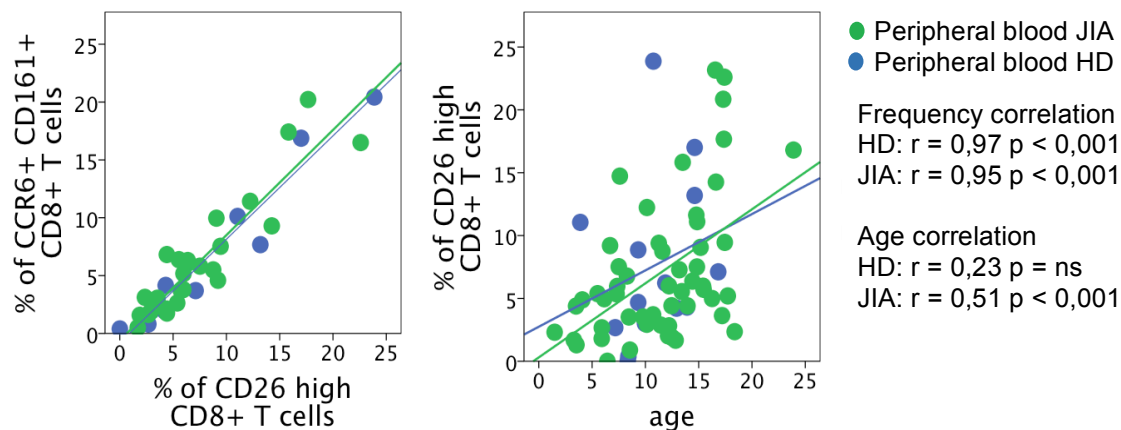 % of CCR6+ CD161+
CD8+ T cells
20
15
10
5
0
0 5 10 15 20 25
% of CD26 high
CD8+ T cells
% of CD26 high
CD8+ T cells
25
20
15
10
5
0
0 5 10 15 20 25
age
Peripheral blood JIA
Peripheral blood HD
Frequency correlation
HD: r = 0,97 p < 0,001
JIA: r = 0,95 p < 0,001
Age correlation
HD: r = 0,23 p = ns
JIA: r = 0,51 p < 0,001